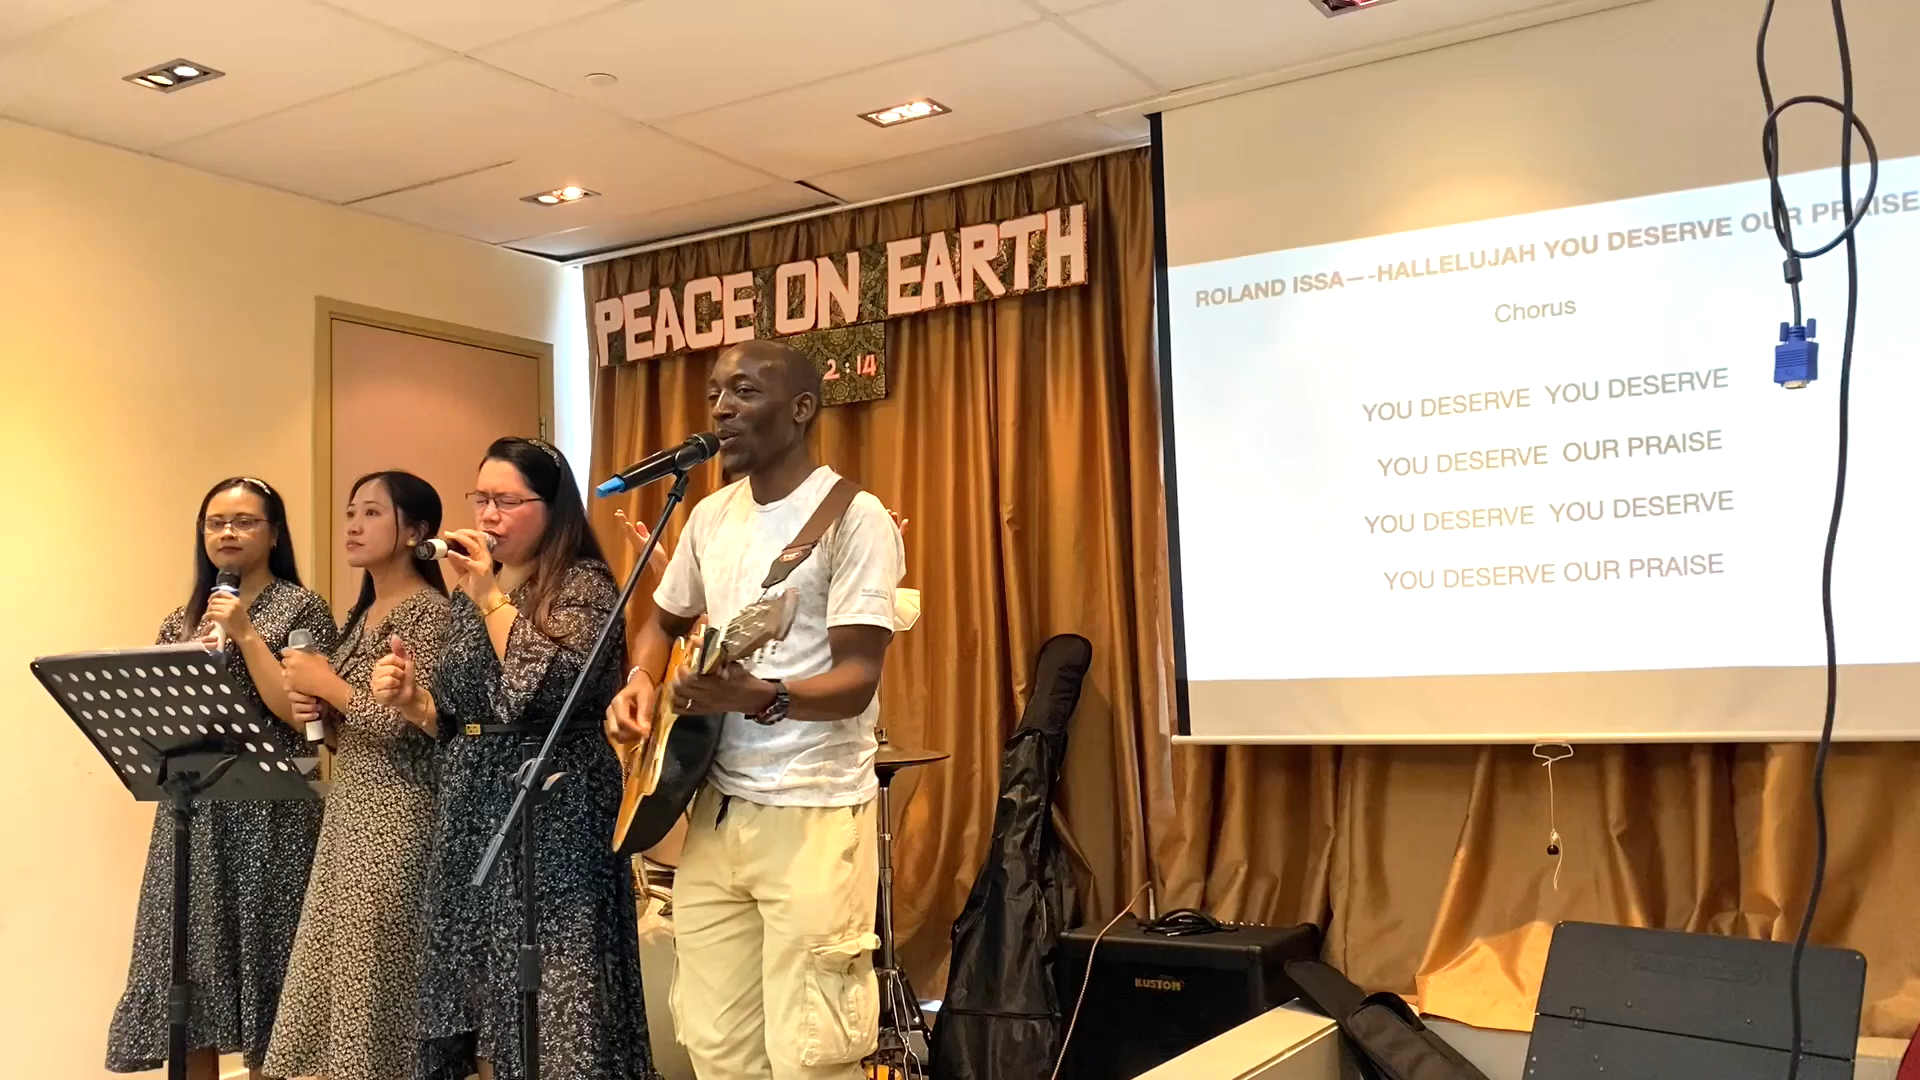 PEACE ON EARTH
2:14
ROLAND ISSA—-HALLELUJAH YOU DESERVE OUR PRAISE
Chorus
YOU DESERVE YOU DESERVE
YOU DESERVE OUR PRAISE
YOU DESERVE YOU DESERVE
YOU DESERVE OUR PRAISE
KUSTOM